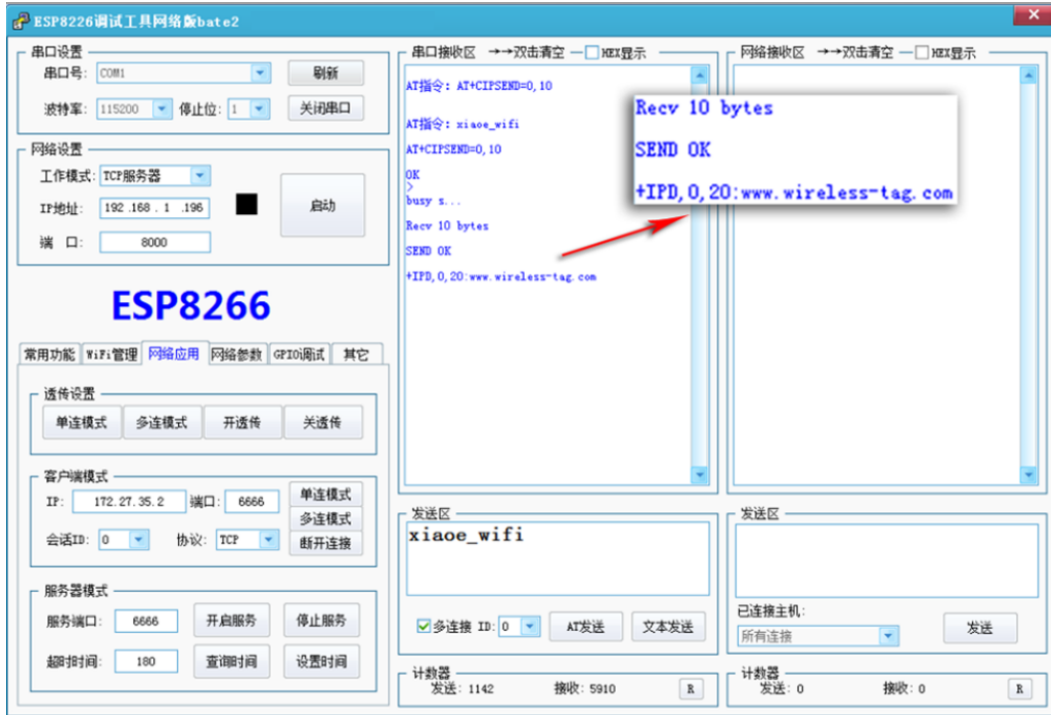 ESP8226调试工具网络版bate2
串口设置
串口号: COM1 刷新
波特率: 115200 停止位: 1 关闭串口
网络设置
工作模式: TCP服务器
IP地址: 192 .168 . 1 .196
启动
端 口: 8000
ESP8266
常用功能 WiFi管理 网络应用 网络参数 GPIO调试 其它
透传设置
单连模式 多连模式 开透传 关透传
客户端模式
IP: 172.27.35.2 端口: 6666 单连模式
多连模式
会话ID: 0 协议: TCP 断开连接
服务器模式
服务端口: 6666 开启服务 停止服务
超时时间: 180 查询时间 设置时间
串口接收区 →→双击清空 HEX显示
AT指令: AT+CIPSEND=0,10
AT指令: xiaoe_wifi
AT+CIPSEND=0,10
OK
>
busy s...
Recv 10 bytes
SEND OK
+IPD,0,20:www.wireless-tag.com
Recv 10 bytes
SEND OK
+IPD,0,20:www.wireless-tag.com
发送区
xiaoe_wifi
多连接 ID: 0 AT发送 文本发送
计数器
发送: 1142 接收: 5910 R
网络接收区 →→双击清空 HEX显示
发送区
已连接主机:
所有连接 发送
计数器
发送: 0 接收: 0 R